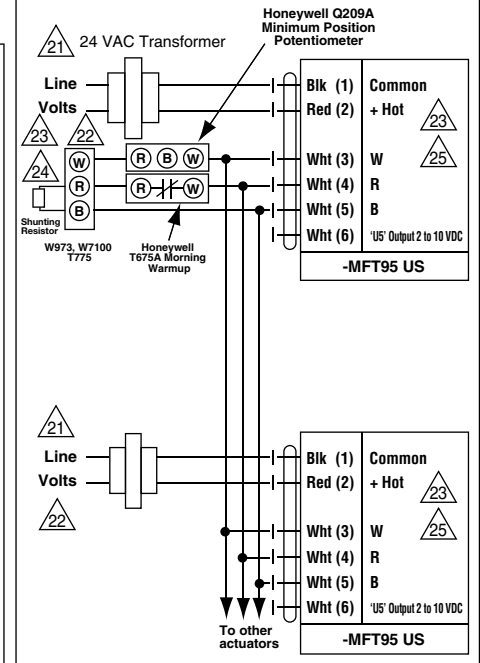 Honeywell Q209A
Minimum Position
Potentiometer
21 24 VAC Transformer
Line
Volts
Blk (1) Common
Red (2) + Hot
23
23 22
25
W R B W Wht (3) W
24
R R W Wht (4) R
B Wht (5) B
Shunting
Resistor
Wht (6) 'U5' Output 2 to 10 VDC
W973, W7100
T775
Honeywell
T675A Morning
Warmup
-MFT95 US
21
Line
Volts
22
Blk (1) Common
Red (2) + Hot
23
25
Wht (3) W
Wht (4) R
Wht (5) B
Wht (6) 'U5' Output 2 to 10 VDC
To other
actuators
-MFT95 US